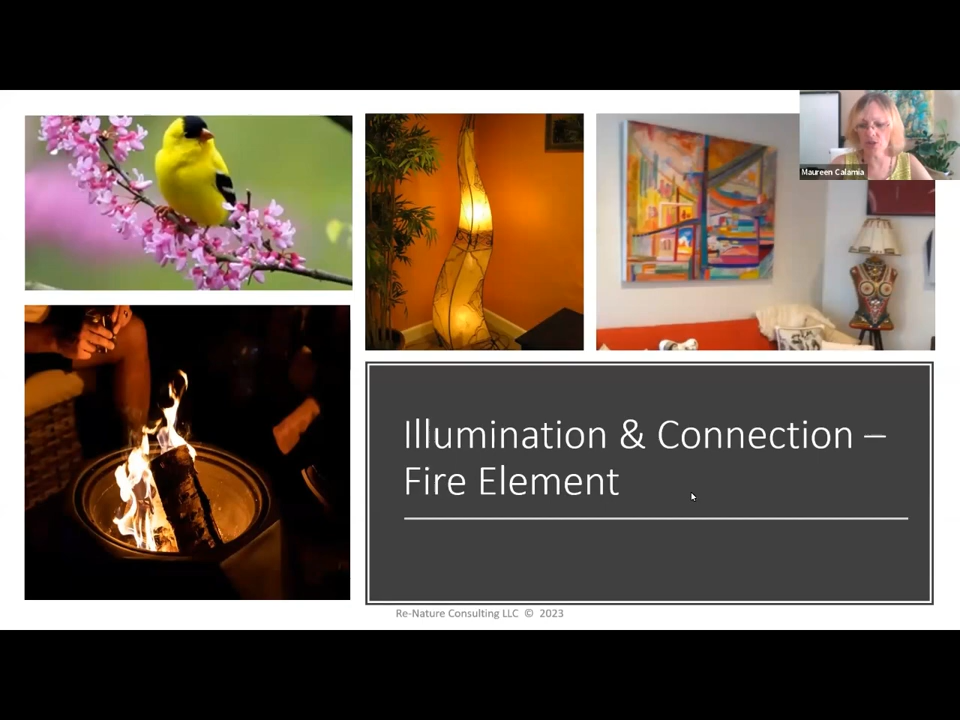 Maureen Calamia
Illumination & Connection –
Fire Element
Re-Nature Consulting LLC © 2023